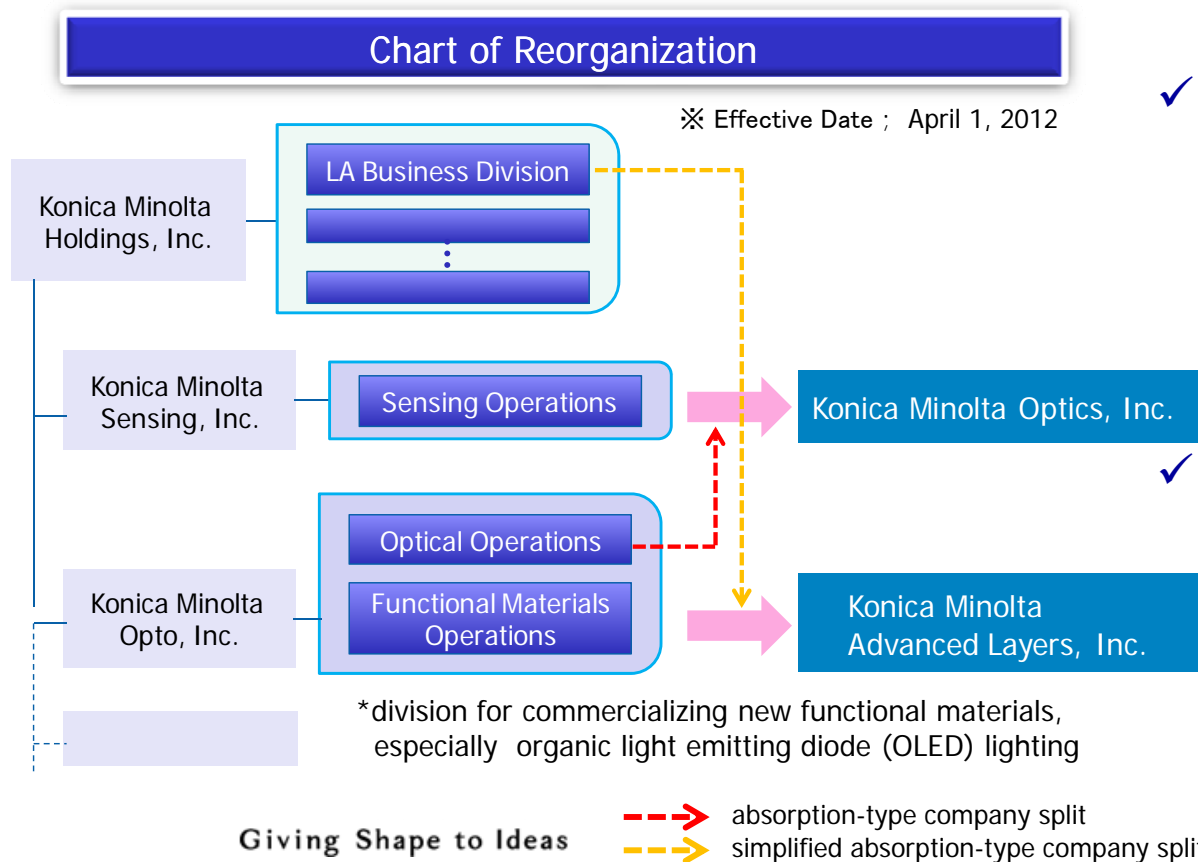 Chart of Reorganization
※ Effective Date ; April 1, 2012
LA Business Division
Konica Minolta
Holdings, Inc.
Konica Minolta
Sensing, Inc.
Sensing Operations
Konica Minolta Optics, Inc.
Optical Operations
Konica Minolta
Opto, Inc.
Functional Materials
Operations
Konica Minolta
Advanced Layers, Inc.
*division for commercializing new functional materials,
especially organic light emitting diode (OLED) lighting
Giving Shape to Ideas
absorption-type company split
simplified absorption-type company split